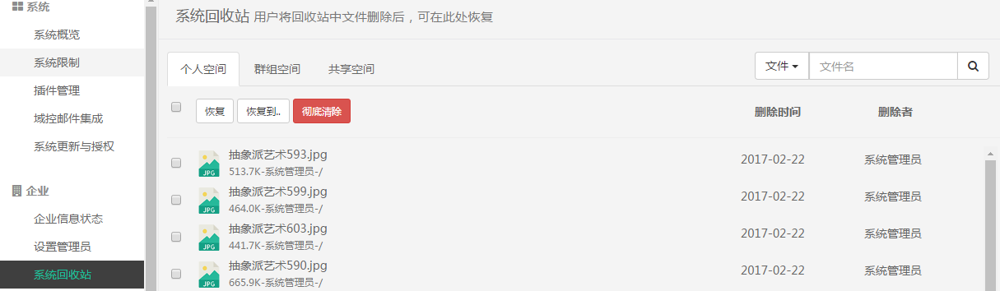 系统
系统概览
系统限制
插件管理
域控邮件集成
系统更新与授权
企业
企业信息状态
设置管理员
系统回收站
系统回收站 用户将回收站中文件删除后，可在此处恢复
个人空间 群组空间 共享空间 文件 文件名
恢复 恢复到.. 彻底清除 删除时间 删除者
JPG 抽象派艺术593.jpg 2017-02-22 系统管理员
513.7K-系统管理员-/
JPG 抽象派艺术599.jpg 2017-02-22 系统管理员
464.0K-系统管理员-/
JPG 抽象派艺术603.jpg 2017-02-22 系统管理员
441.7K-系统管理员-/
JPG 抽象派艺术590.jpg 2017-02-22 系统管理员
665.9K-系统管理员-/